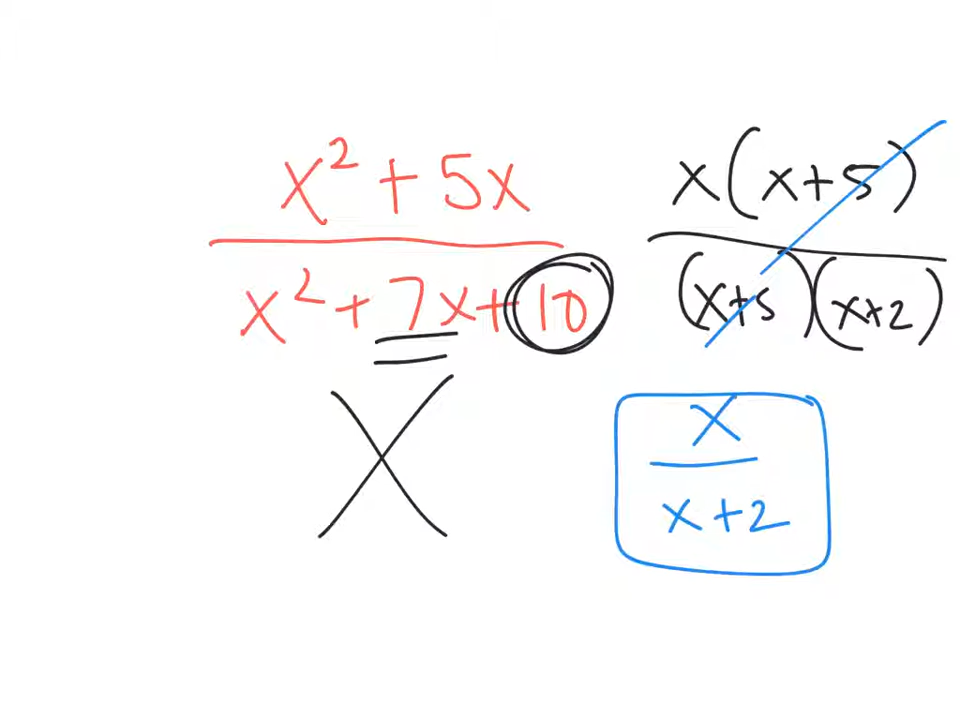 x² + 5x
x² + 7x + 10
X
x(x+5)
(x+5)(x+2)
x
x+2